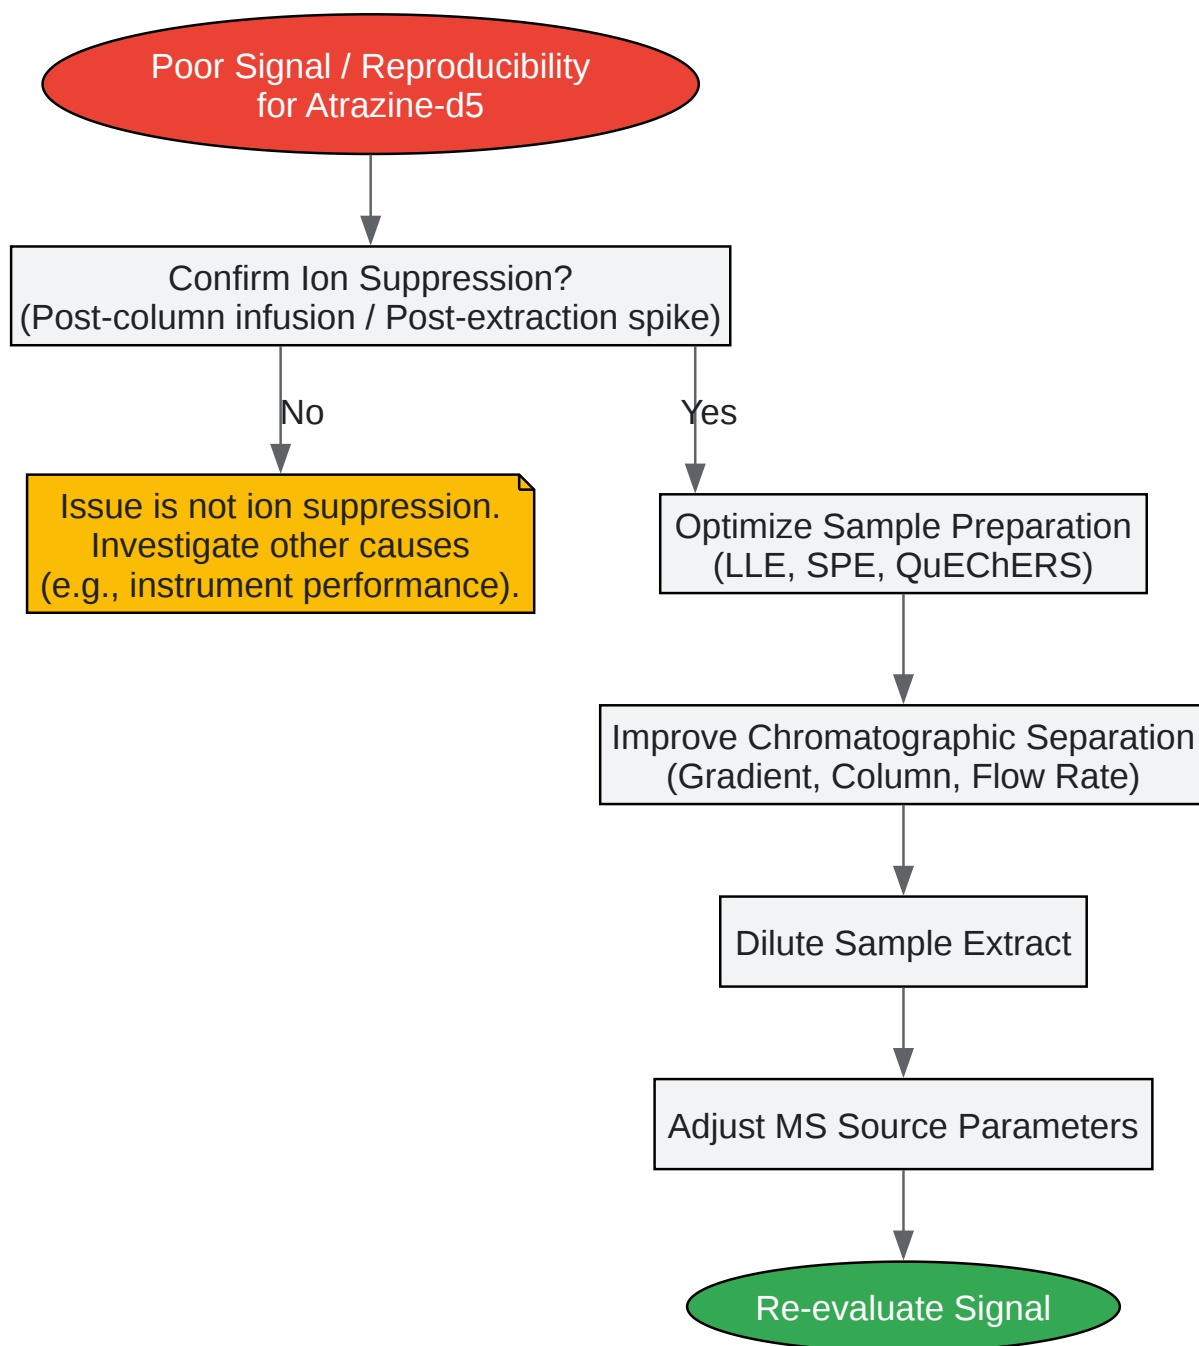 Poor Signal / Reproducibility
for Atrazine-d5
Confirm Ion Suppression?
(Post-column infusion / Post-extraction spike)
No
Yes
Issue is not ion suppression.
Investigate other causes
(e.g., instrument performance).
Optimize Sample Preparation
(LLE, SPE, QuEChERS)
Improve Chromatographic Separation
(Gradient, Column, Flow Rate)
Dilute Sample Extract
Adjust MS Source Parameters
Re-evaluate Signal